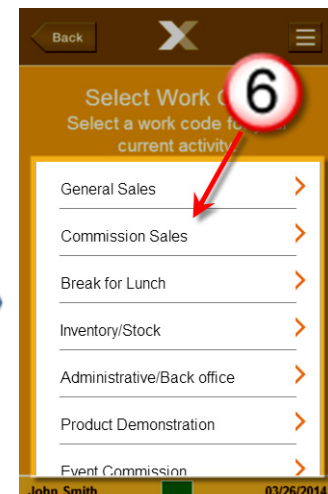 Back
6
Select Work
Select a work code for
current activity
General Sales
Commission Sales
Break for Lunch
Inventory/Stock
Administrative/Back office
Product Demonstration
Event Commission
John Smith 03/26/2014